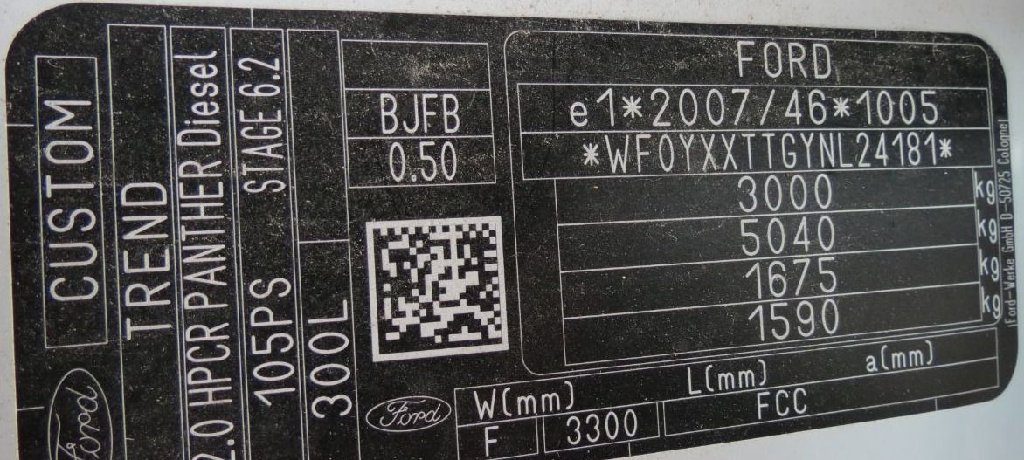 FORD
e1*2007/46*1005
*WF0YXXTTGYNL24181*
3000 kg
5040 kg
1675 kg
1590 kg
BJFB
0.50
CUSTOM
TREND
2.0 HPCR PANTHER Diesel
105PS STAGE 6.2
300L
Ford
Ford
W(mm) L(mm) a(mm)
F 3300 FCC
(Ford-Werke GmbH D-50725 Cologne)